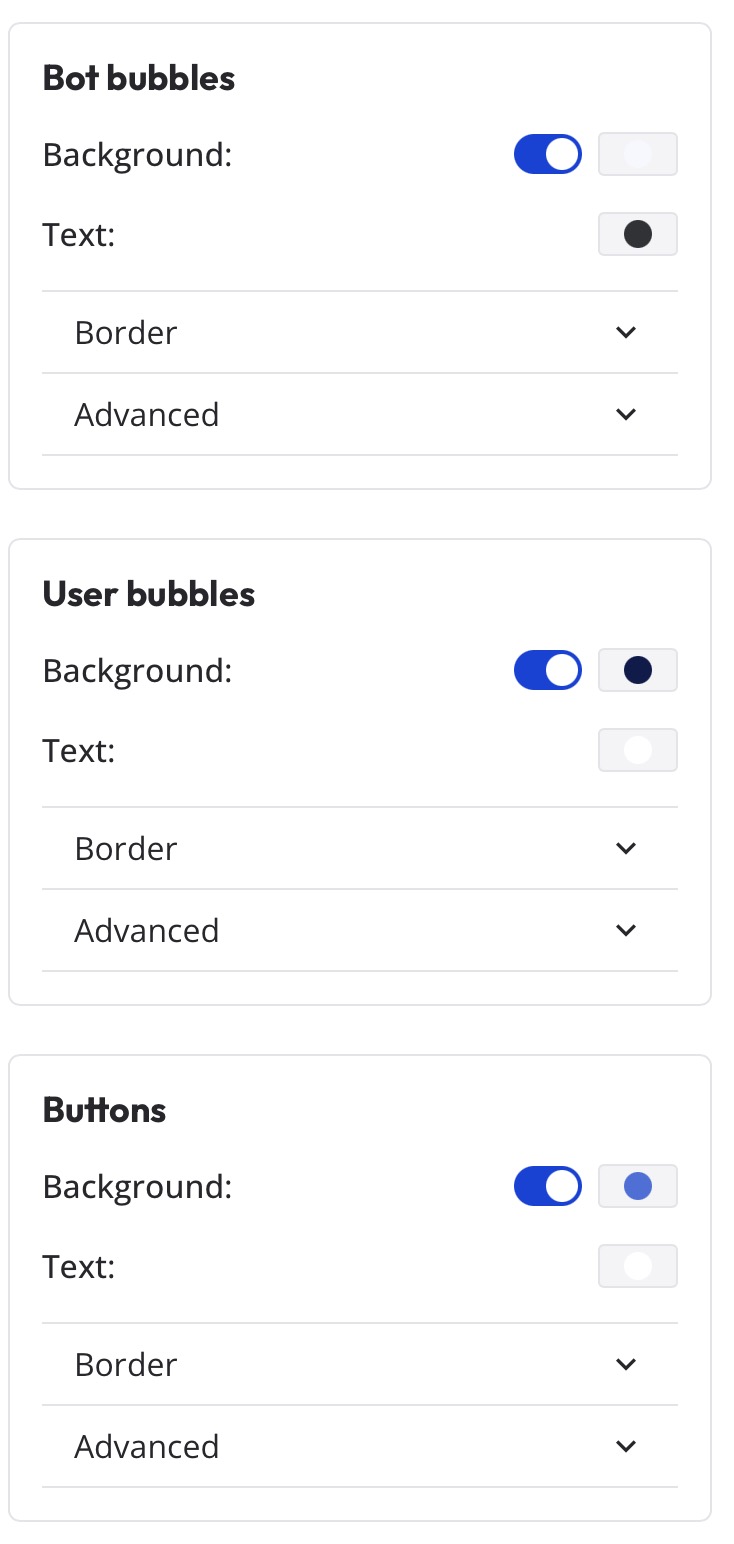 Bot bubbles
Background:
Text:
Border
Advanced
User bubbles
Background:
Text:
Border
Advanced
Buttons
Background:
Text:
Border
Advanced